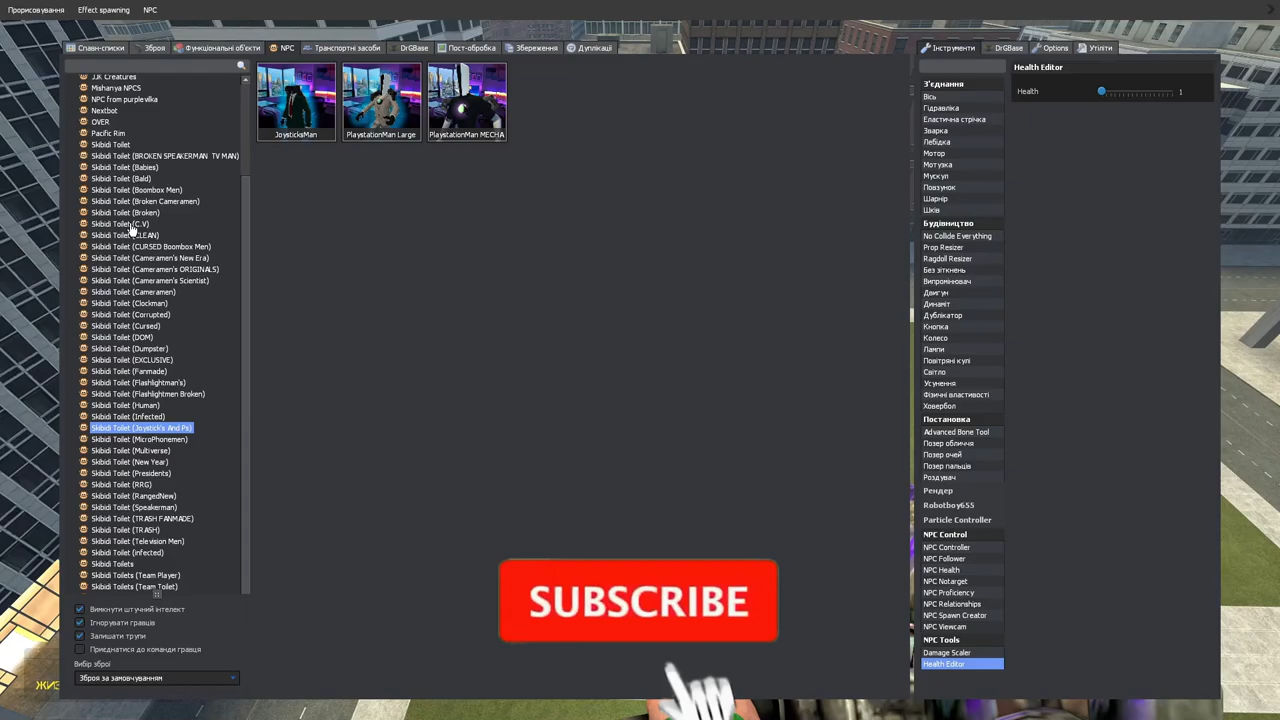 Прорисовування Effect spawning NPC
Спавн-списки Зброя Функціональні об'єкти NPC Транспортні засоби DrGBase Пост-обробка Збереження Дуплікації
Інструменти DrGBase Options Утиліти
JJK Creatures
Mishanya NPCS
NPC from purplevilka
Nextbot
OVER
Pacific Rim
Skibidi Toilet
Skibidi Toilet (BROKEN SPEAKERMAN TV MAN)
Skibidi Toilet (Babies)
Skibidi Toilet (Bald)
Skibidi Toilet (Boombox Men)
Skibidi Toilet (Broken Cameramen)
Skibidi Toilet (Broken)
Skibidi Toilet (C.V)
Skibidi Toilet
Skibidi Toilet (CURSED Boombox Men)
Skibidi Toilet (Cameramen's New Era)
Skibidi Toilet (Cameramen's ORIGINALS)
Skibidi Toilet (Cameramen's Scientist)
Skibidi Toilet (Cameramen)
Skibidi Toilet (Clockman)
Skibidi Toilet (Corrupted)
Skibidi Toilet (Cursed)
Skibidi Toilet (DOM)
Skibidi Toilet (Dumpster)
Skibidi Toilet (EXCLUSIVE)
Skibidi Toilet (Fanmade)
Skibidi Toilet (Flashlightman's)
Skibidi Toilet (Flashlightmen Broken)
Skibidi Toilet (Human)
Skibidi Toilet (Infected)
Skibidi Toilet (Joystick's And Ps)
Skibidi Toilet (MicroPhonemen)
Skibidi Toilet (Multiverse)
Skibidi Toilet (New Year)
Skibidi Toilet (Presidents)
Skibidi Toilet (RRG)
Skibidi Toilet (RangedNew)
Skibidi Toilet (Speakerman)
Skibidi Toilet (TRASH FANMADE)
Skibidi Toilet (TRASH)
Skibidi Toilet (Television Men)
Skibidi Toilet (infected)
Skibidi Toilets
Skibidi Toilets (Team Player)
Skibidi Toilets (Team Toilet)
Вимкнути штучний інтелект
Ігнорувати гравців
Залишати трупи
Приєднатися до команди гравця
Вибір зброї
Зброя за замовчуванням
JoysticksMan PlaystationMan Large PlaystationMan MECHA
SUBSCRIBE
З'єднання
Вісь
Гідравліка
Еластична стрічка
Зварка
Лебідка
Мотор
Мотузка
Мускул
Повзунок
Шарнір
Шків
Будівництво
No Collide Everything
Prop Resizer
Ragdoll Resizer
Без зіткнень
Випромінювач
Двигун
Динаміт
Дублікатор
Кнопка
Колесо
Лампи
Повітряні кулі
Світло
Усунення
Фізичні властивості
Ховербол
Постановка
Advanced Bone Tool
Позер обличчя
Позер очей
Позер пальців
Роздувач
Рендер
Robotboy655
Particle Controller
NPC Control
NPC Controller
NPC Follower
NPC Health
NPC Notarget
NPC Proficiency
NPC Relationships
NPC Spawn Creator
NPC Viewcam
NPC Tools
Damage Scaler
Health Editor
Health Editor
Health 1